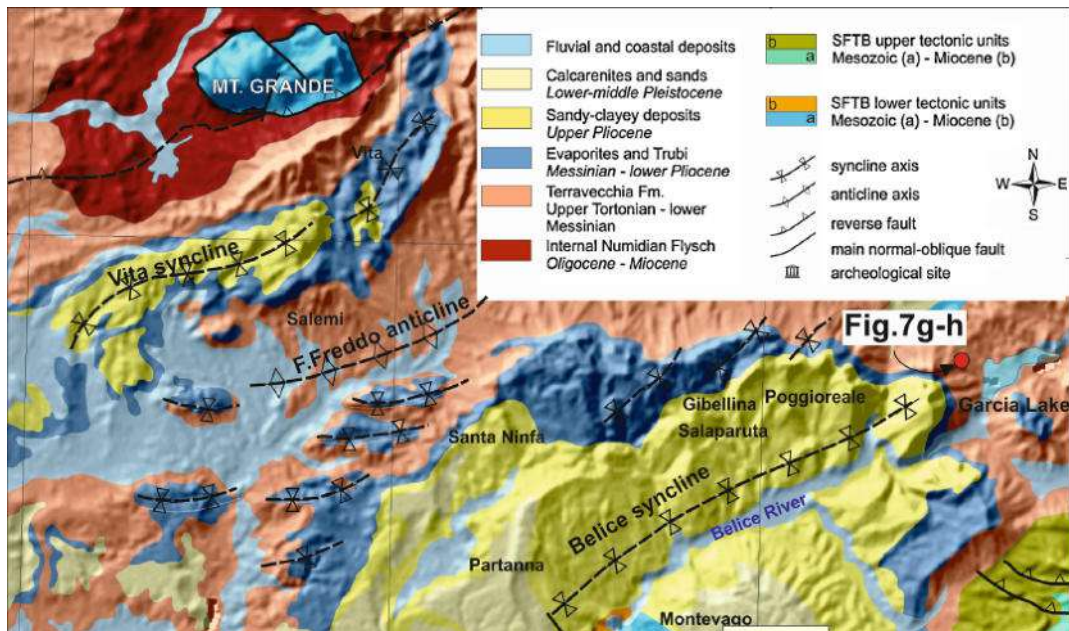 MT. GRANDE
Vita
Vita syncline
Salemi
F.Freddo anticline
Fluvial and coastal deposits
Calcarenites and sands
Lower-middle Pleistocene
Sandy-clayey deposits
Upper Pliocene
Evaporites and Trubi
Messinian - lower Pliocene
Terravecchia Fm.
Upper Tortonian - lower
Messinian
Internal Numidian Flysch
Oligocene - Miocene
b
a
SFTB upper tectonic units
Mesozoic (a) - Miocene (b)
b
a
SFTB lower tectonic units
Mesozoic (a) - Miocene (b)
syncline axis
anticline axis
reverse fault
main normal-oblique fault
archeological site
N
W
E
S
Fig.7g-h
Garcia Lake
Gibellina
Poggioreale
Santa Ninfa
Salaparuta
Belice syncline
Belice River
Partanna
Montevago